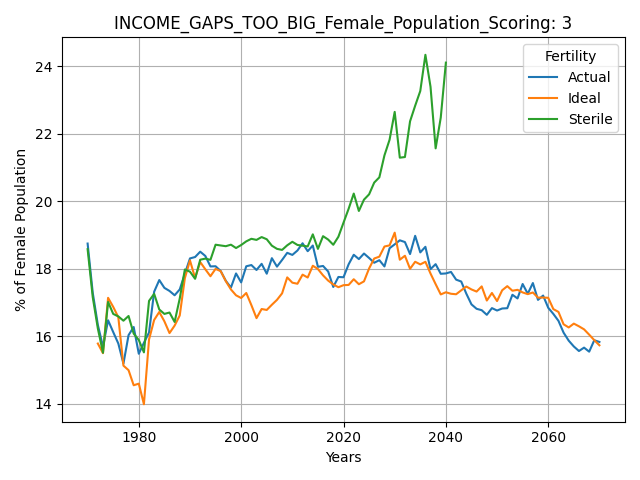 INCOME_GAPS_TOO_BIG_Female_Population_Scoring: 3
% of Female Population
24
22
20
18
16
14
1980
2000
2020
2040
2060
Years
Fertility
Actual
Ideal
Sterile